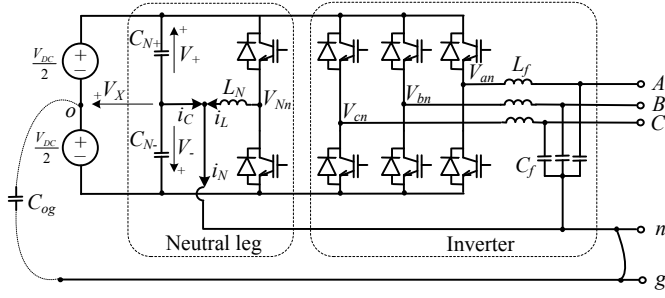 V_DC/2
o
V_DC/2
C_og
+ V_X
C_N+
+
V_+
i_C
i_L
L_N
V_Nn
C_N-
V_-
+
i_N
Neutral leg
V_an
V_bn
V_cn
L_f
C_f
Inverter
A
B
C
n
g